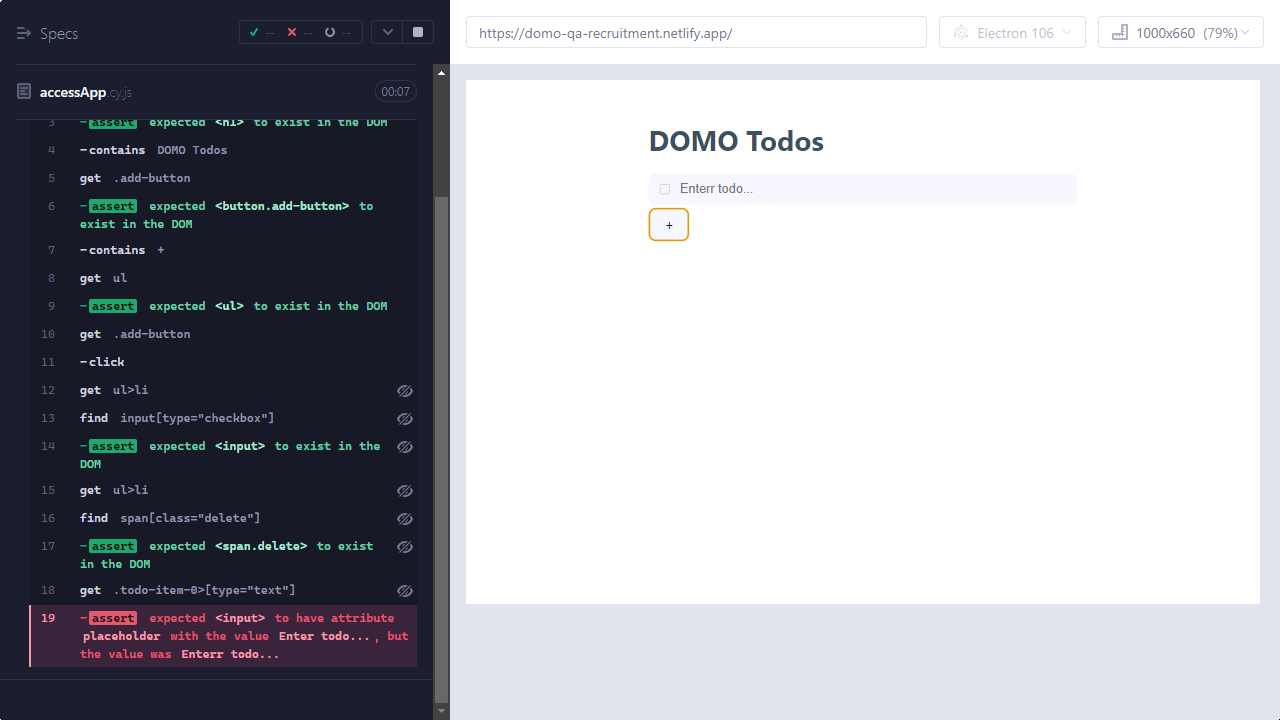 Specs
-- -- --
https://domo-qa-recruitment.netlify.app/
Electron 106
1000x660 (79%)
accessApp.cy.js
00:07
3 -assert expected <h1> to exist in the DOM
4 -contains DOMO Todos
5 get .add-button
6 -assert expected <button.add-button> to
exist in the DOM
7 -contains +
8 get ul
9 -assert expected <ul> to exist in the DOM
10 get .add-button
11 -click
12 get ul>li
13 find input[type="checkbox"]
14 -assert expected <input> to exist in the
DOM
15 get ul>li
16 find span[class="delete"]
17 -assert expected <span.delete> to exist
in the DOM
18 get .todo-item-0>[type="text"]
19 -assert expected <input> to have attribute
placeholder with the value Enter todo..., but
the value was Enterr todo...
DOMO Todos
Enterr todo...
+